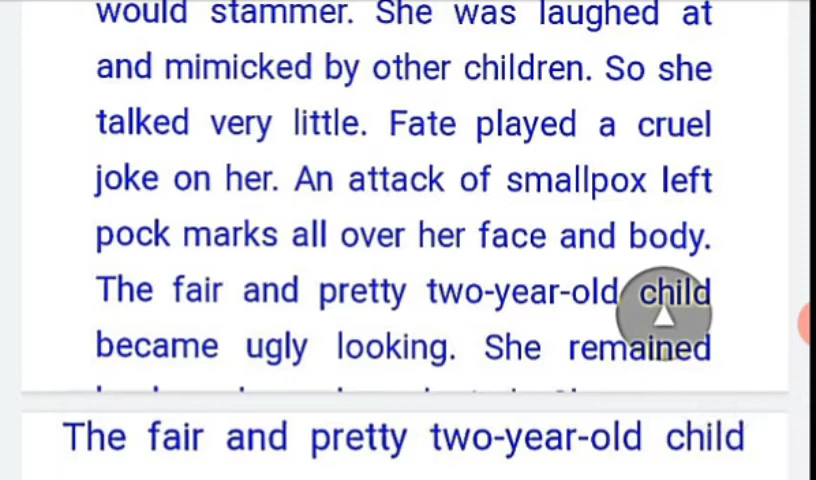 would stammer. She was laughed at
and mimicked by other children. So she
talked very little. Fate played a cruel
joke on her. An attack of smallpox left
pock marks all over her face and body.
The fair and pretty two-year-old child
became ugly looking. She remained
The fair and pretty two-year-old child